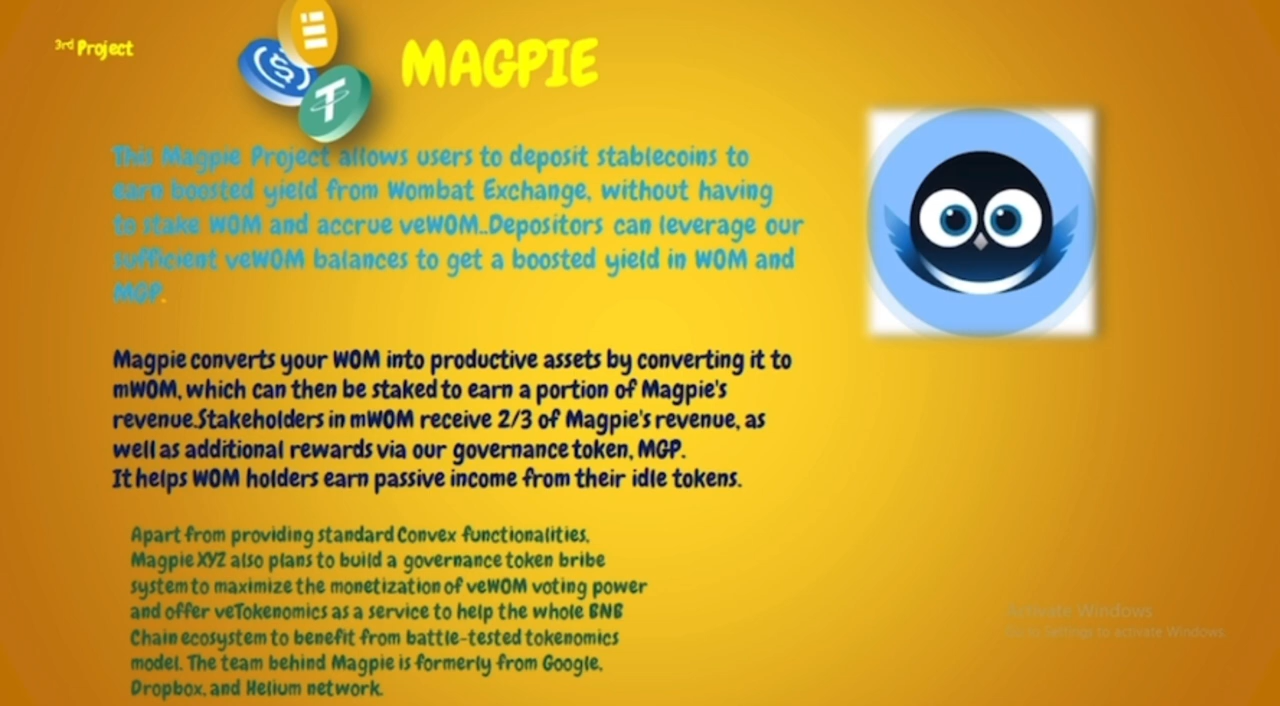 3rd Project
MAGPIE
This Magpie Project allows users to deposit stablecoins to
earn boosted yield from Wombat Exchange, without having
to stake WOM and accrue veWOM..Depositors can leverage our
sufficient veWOM balances to get a boosted yield in WOM and
MGP.
Magpie converts your WOM into productive assets by converting it to
mWOM, which can then be staked to earn a portion of Magpie's
revenue.Stakeholders in mWOM receive 2/3 of Magpie's revenue, as
well as additional rewards via our governance token, MGP.
It helps WOM holders earn passive income from their idle tokens.
Apart from providing standard Convex functionalities,
Magpie XYZ also plans to build a governance token bribe
system to maximize the monetization of veWOM voting power
and offer veTokenomics as a service to help the whole BNB
Chain ecosystem to benefit from battle-tested tokenomics
model. The team behind Magpie is formerly from Google,
Dropbox, and Helium network.
Activate Windows
Go to Settings to activate Windows.